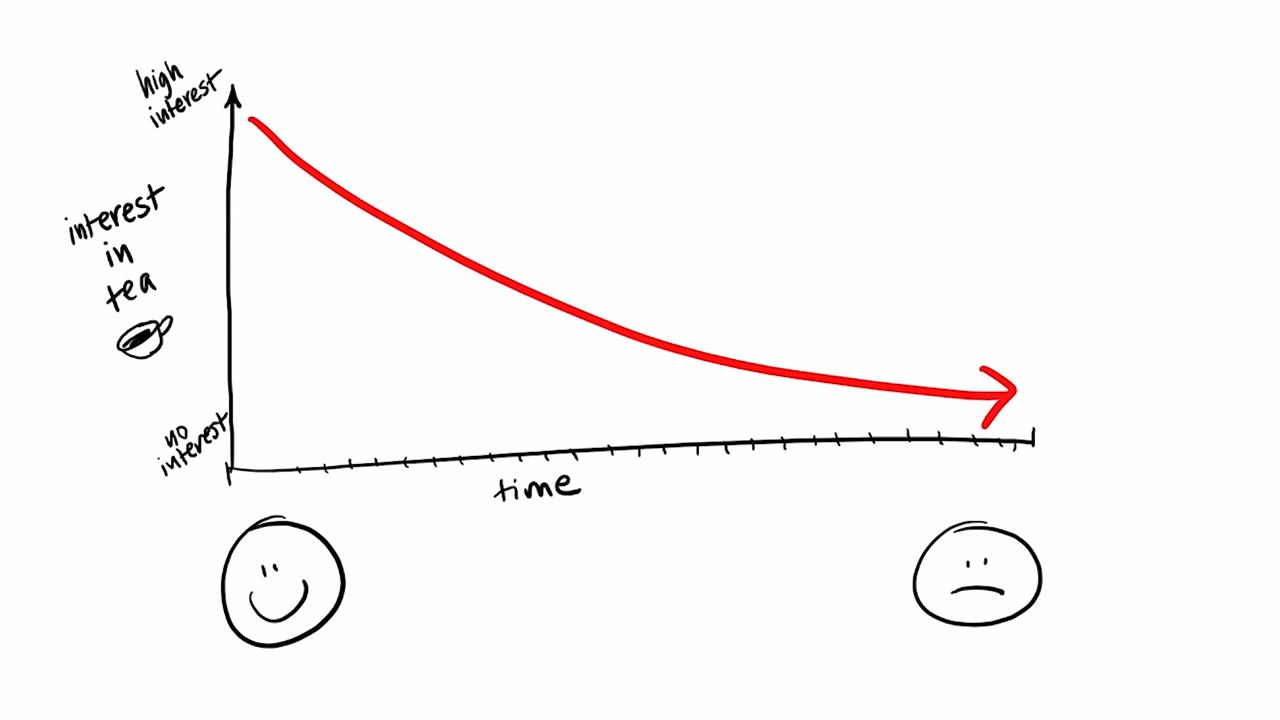 high
interest
interest
in
tea
no
interest
time